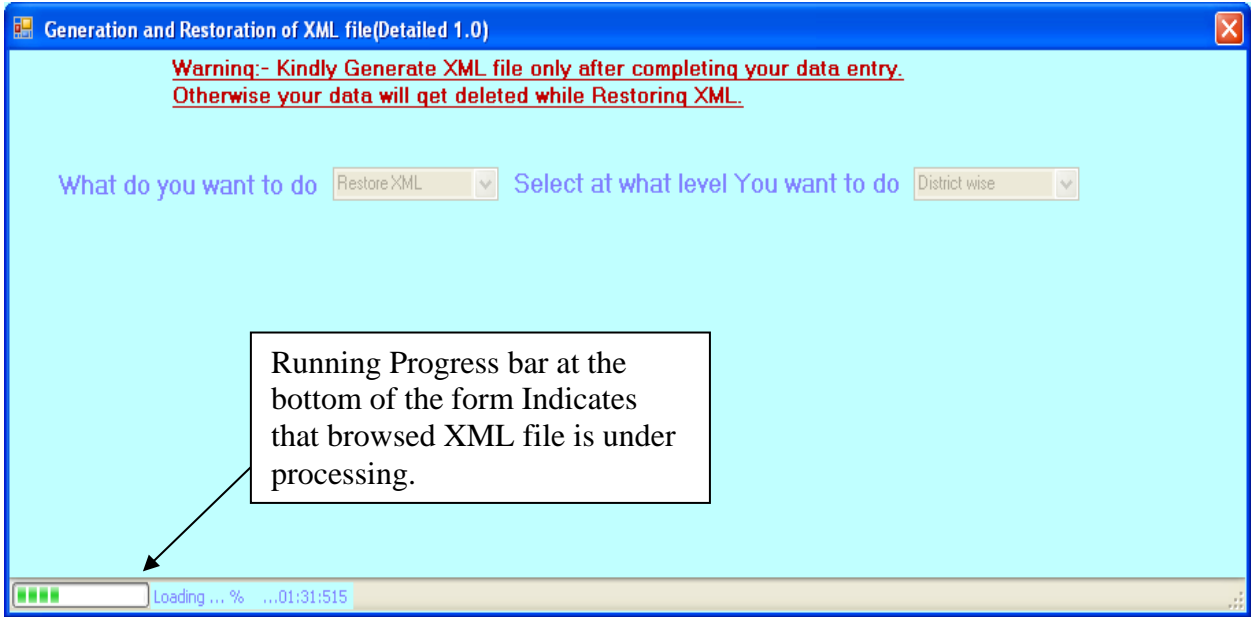 Generation and Restoration of XML file(Detailed 1.0)
Warning:- Kindly Generate XML file only after completing your data entry.
Otherwise your data will get deleted while Restoring XML.
What do you want to do Restore XML Select at what level You want to do District wise
Running Progress bar at the
bottom of the form Indicates
that browsed XML file is under
processing.
Loading ... % ...01:31:515